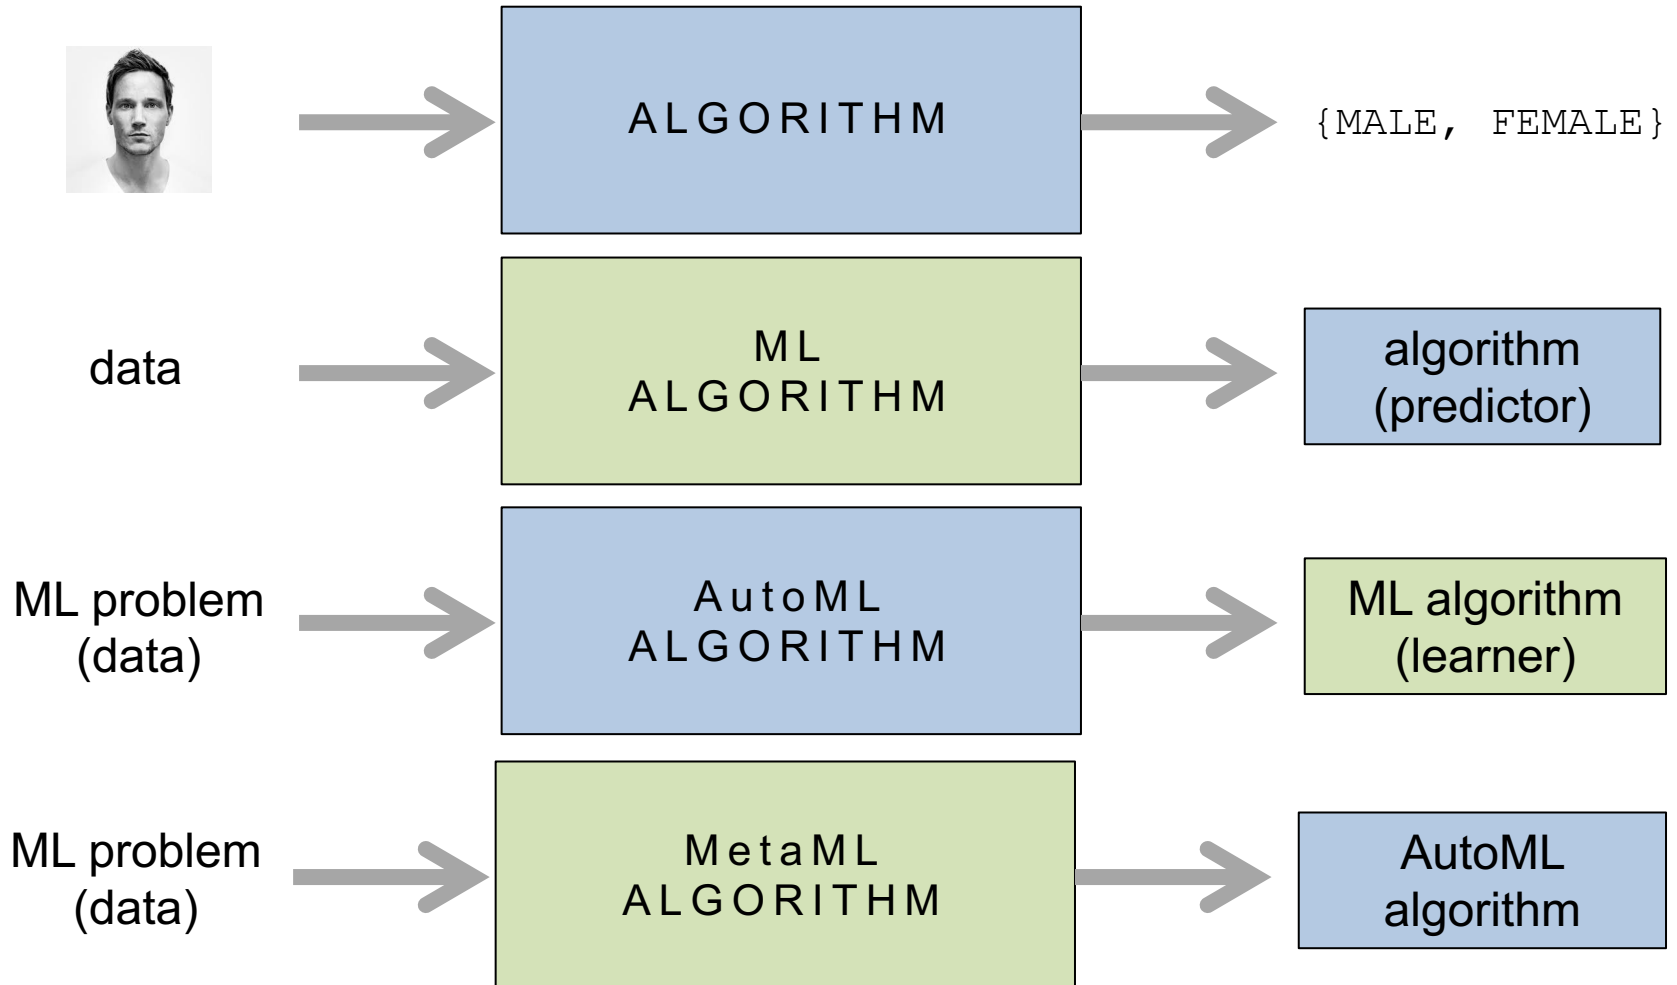 ALGORITHM
{MALE, FEMALE}
data
ML
ALGORITHM
algorithm
(predictor)
ML problem
(data)
AutoML
ALGORITHM
ML algorithm
(learner)
ML problem
(data)
MetaML
ALGORITHM
AutoML
algorithm